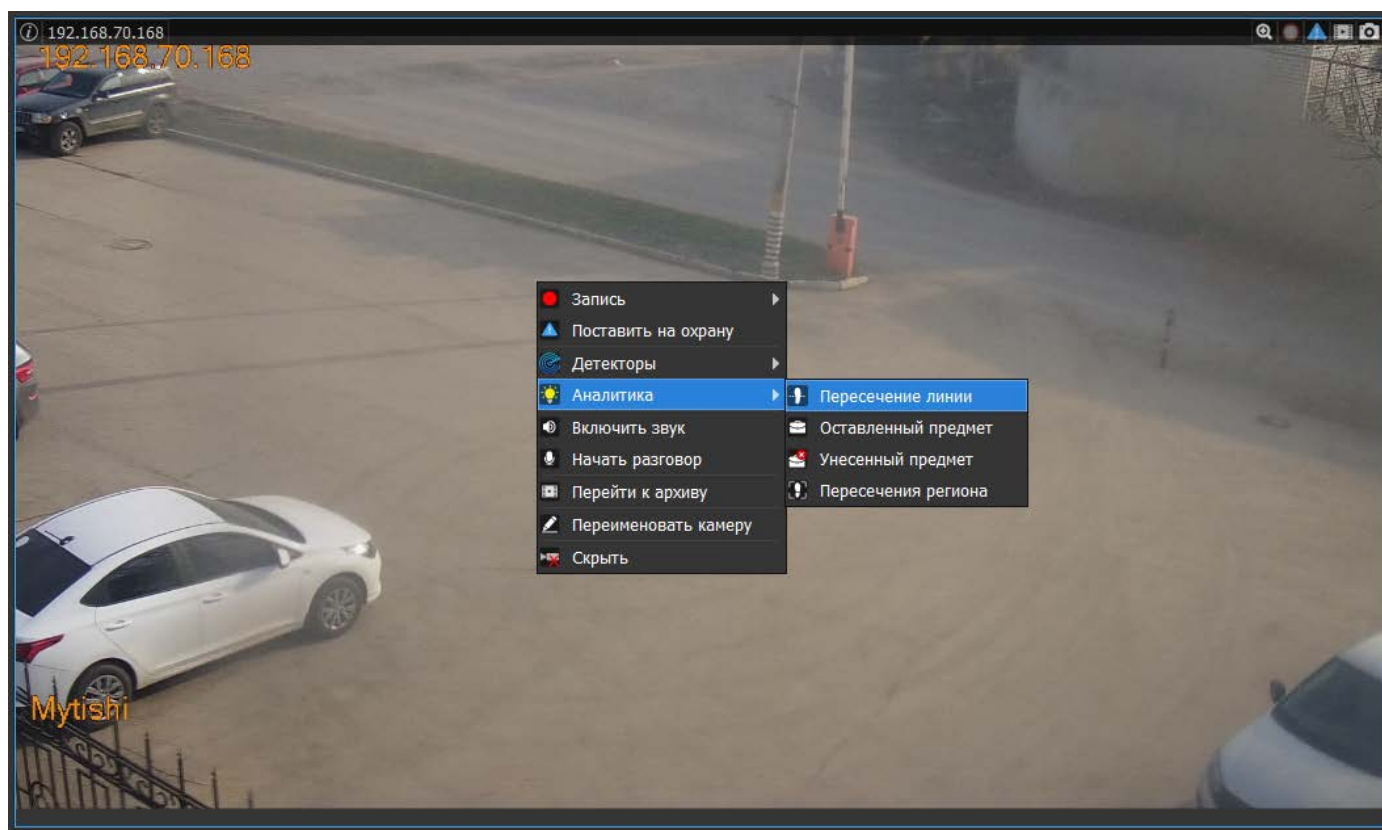 192.168.70.168
192.168.70.168
Запись
Поставить на охрану
Детекторы
Аналитика
Включить звук
Начать разговор
Перейти к архиву
Переименовать камеру
Скрыть
Пересечение линии
Оставленный предмет
Унесенный предмет
Пересечения региона
Mytishi